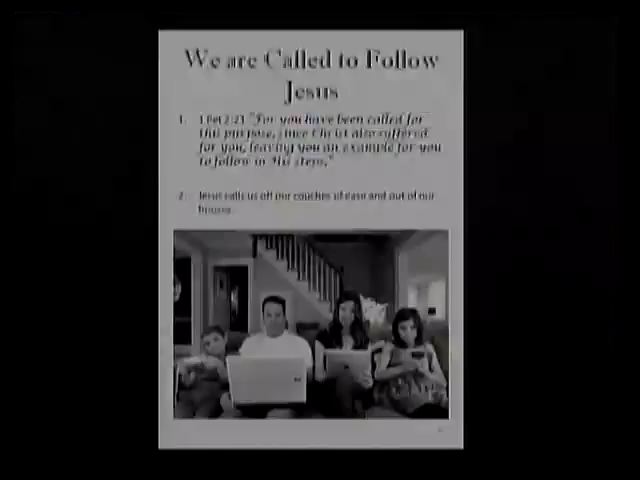 We are Called to Follow
Jesus
1. 1 Pet 2:21 "For you have been called for
this purpose, since Christ also suffered
for you, leaving you an example for you
to follow in His steps,"
2. Jesus calls us off our couches of ease and out of our
houses.